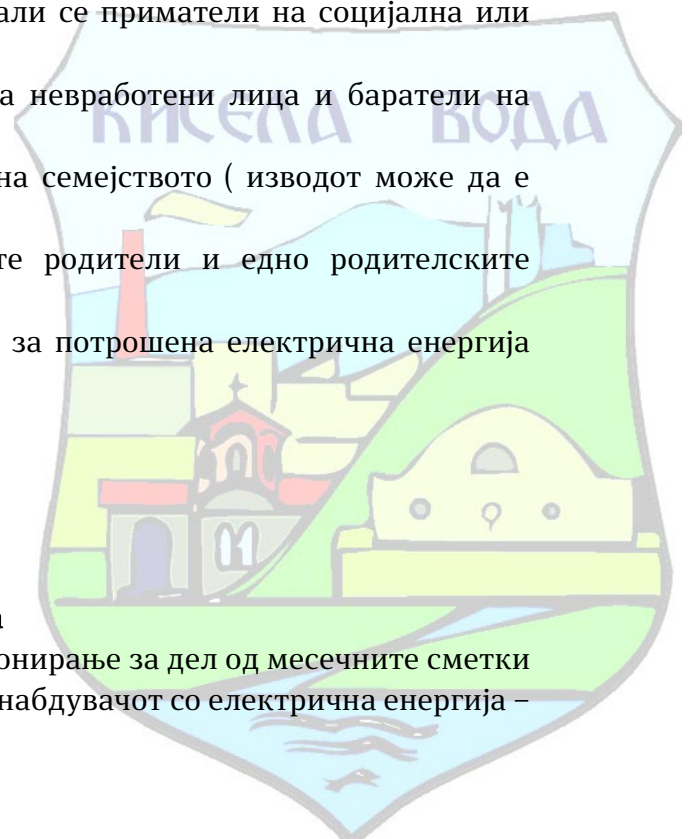 али се приматели на социјална или
а невработени лица и баратели на
КИСЕЛА ВОДА
на семејството ( изводот може да е
те родители и едно родителските
за потрошена електрична енергија
а
онирање за дел од месечните сметки
набдувачот со електрична енергија –